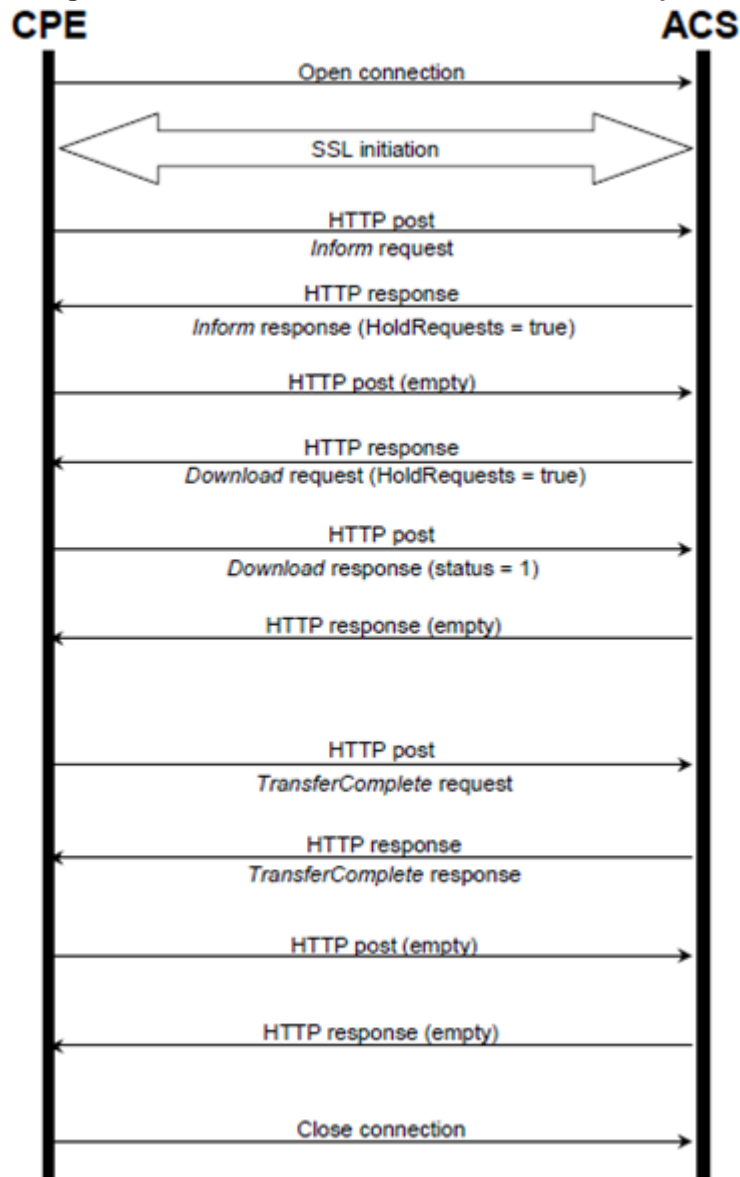 CPE
ACS
Open connection
SSL initiation
HTTP post
Inform request
HTTP response
Inform response (HoldRequests = true)
HTTP post (empty)
HTTP response
Download request (HoldRequests = true)
HTTP post
Download response (status = 1)
HTTP response (empty)
HTTP post
TransferComplete request
HTTP response
TransferComplete response
HTTP post (empty)
HTTP response (empty)
Close connection